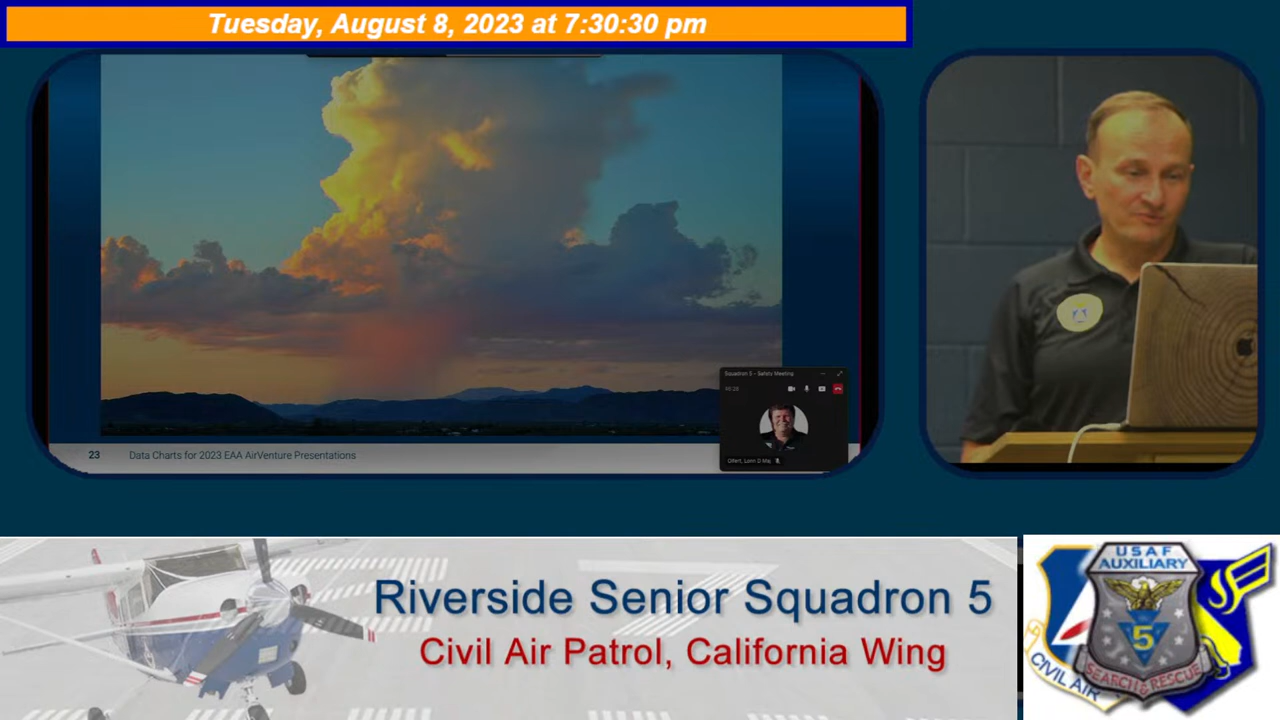 Tuesday, August 8, 2023 at 7:30:30 pm
Squadron 5 - Safety Meeting
23 Data Charts for 2023 EAA AirVenture Presentations
Riverside Senior Squadron 5
Civil Air Patrol, California Wing
USAF
AUXILIARY
5
SEARCH & RESCUE
CIVIL AIR